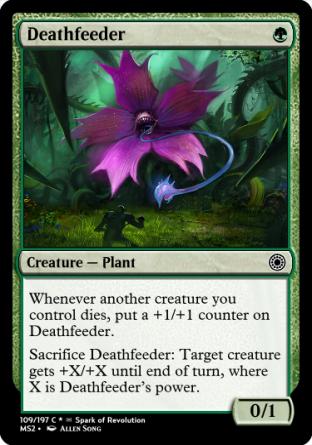 Deathfeeder
Creature — Plant
Whenever another creature you
control dies, put a +1/+1 counter on
Deathfeeder.
Sacrifice Deathfeeder: Target creature
gets +X/+X until end of turn, where
X is Deathfeeder's power.
0/1
109/197 C * Spark of Revolution
MS2 • Allen Song